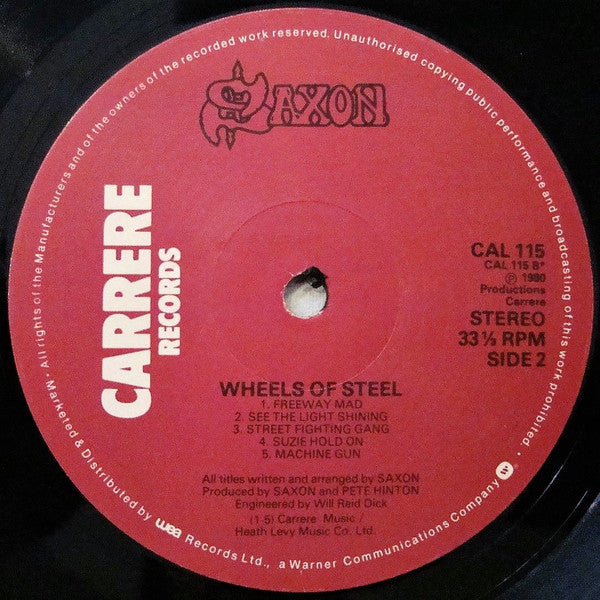 • All rights of the Manufacturers and of the owners of the recorded work reserved. Unauthorised copying public performance and broadcasting of this work prohibited. •
SAXON
CARRERE
RECORDS
CAL 115
CAL 115 B*
℗ 1980
Productions
Carrere
STEREO
33 ⅓ RPM
SIDE 2
WHEELS OF STEEL
1. FREEWAY MAD
2. SEE THE LIGHT SHINING
3. STREET FIGHTING GANG
4. SUZIE HOLD ON
5. MACHINE GUN
All titles written and arranged by SAXON
Produced by SAXON and PETE HINTON
Engineered by Will Reid Dick
(1-5) Carrere Music /
Heath Levy Music Co. Ltd.
Marketed & Distributed by wea Records Ltd., a Warner Communications Company W ®